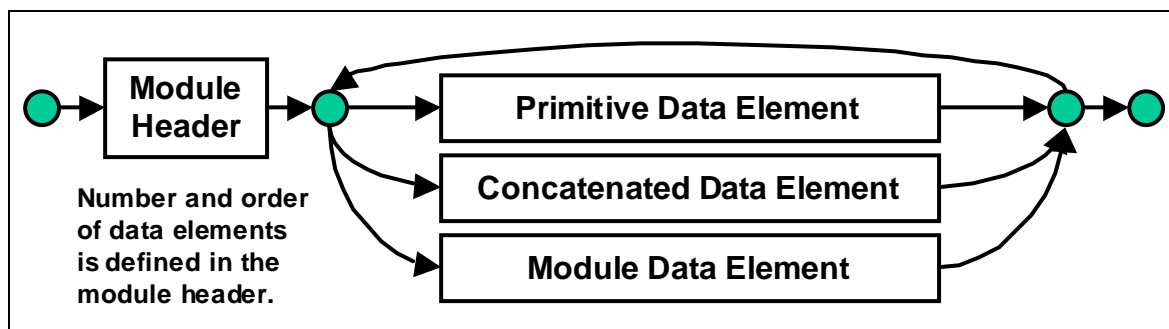 Module
Header
Primitive Data Element
Concatenated Data Element
Module Data Element
Number and order
of data elements
is defined in the
module header.